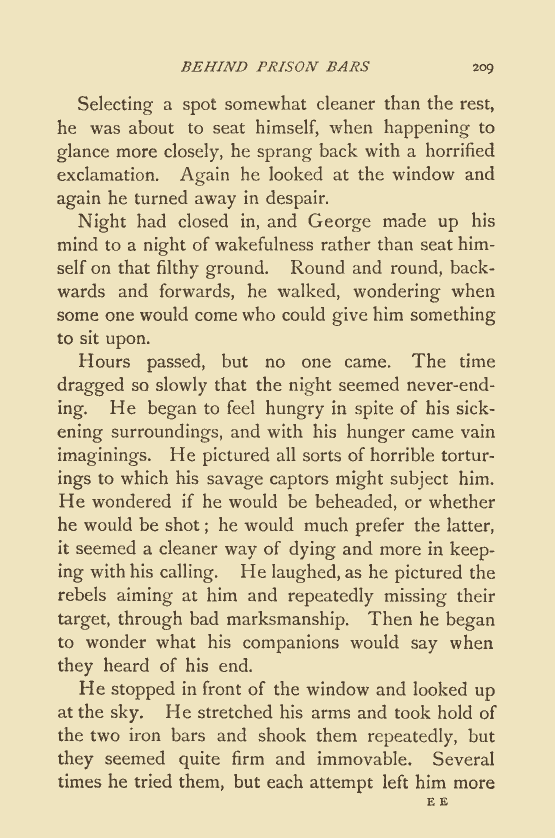 BEHIND PRISON BARS 209
Selecting a spot somewhat cleaner than the rest,
he was about to seat himself, when happening to
glance more closely, he sprang back with a horrified
exclamation. Again he looked at the window and
again he turned away in despair.
Night had closed in, and George made up his
mind to a night of wakefulness rather than seat him-
self on that filthy ground. Round and round, back-
wards and forwards, he walked, wondering when
some one would come who could give him something
to sit upon.
Hours passed, but no one came. The time
dragged so slowly that the night seemed never-end-
ing. He began to feel hungry in spite of his sick-
ening surroundings, and with his hunger came vain
imaginings. He pictured all sorts of horrible tortur-
ings to which his savage captors might subject him.
He wondered if he would be beheaded, or whether
he would be shot; he would much prefer the latter,
it seemed a cleaner way of dying and more in keep-
ing with his calling. He laughed, as he pictured the
rebels aiming at him and repeatedly missing their
target, through bad marksmanship. Then he began
to wonder what his companions would say when
they heard of his end.
He stopped in front of the window and looked up
at the sky. He stretched his arms and took hold of
the two iron bars and shook them repeatedly, but
they seemed quite firm and immovable. Several
times he tried them, but each attempt left him more
E E